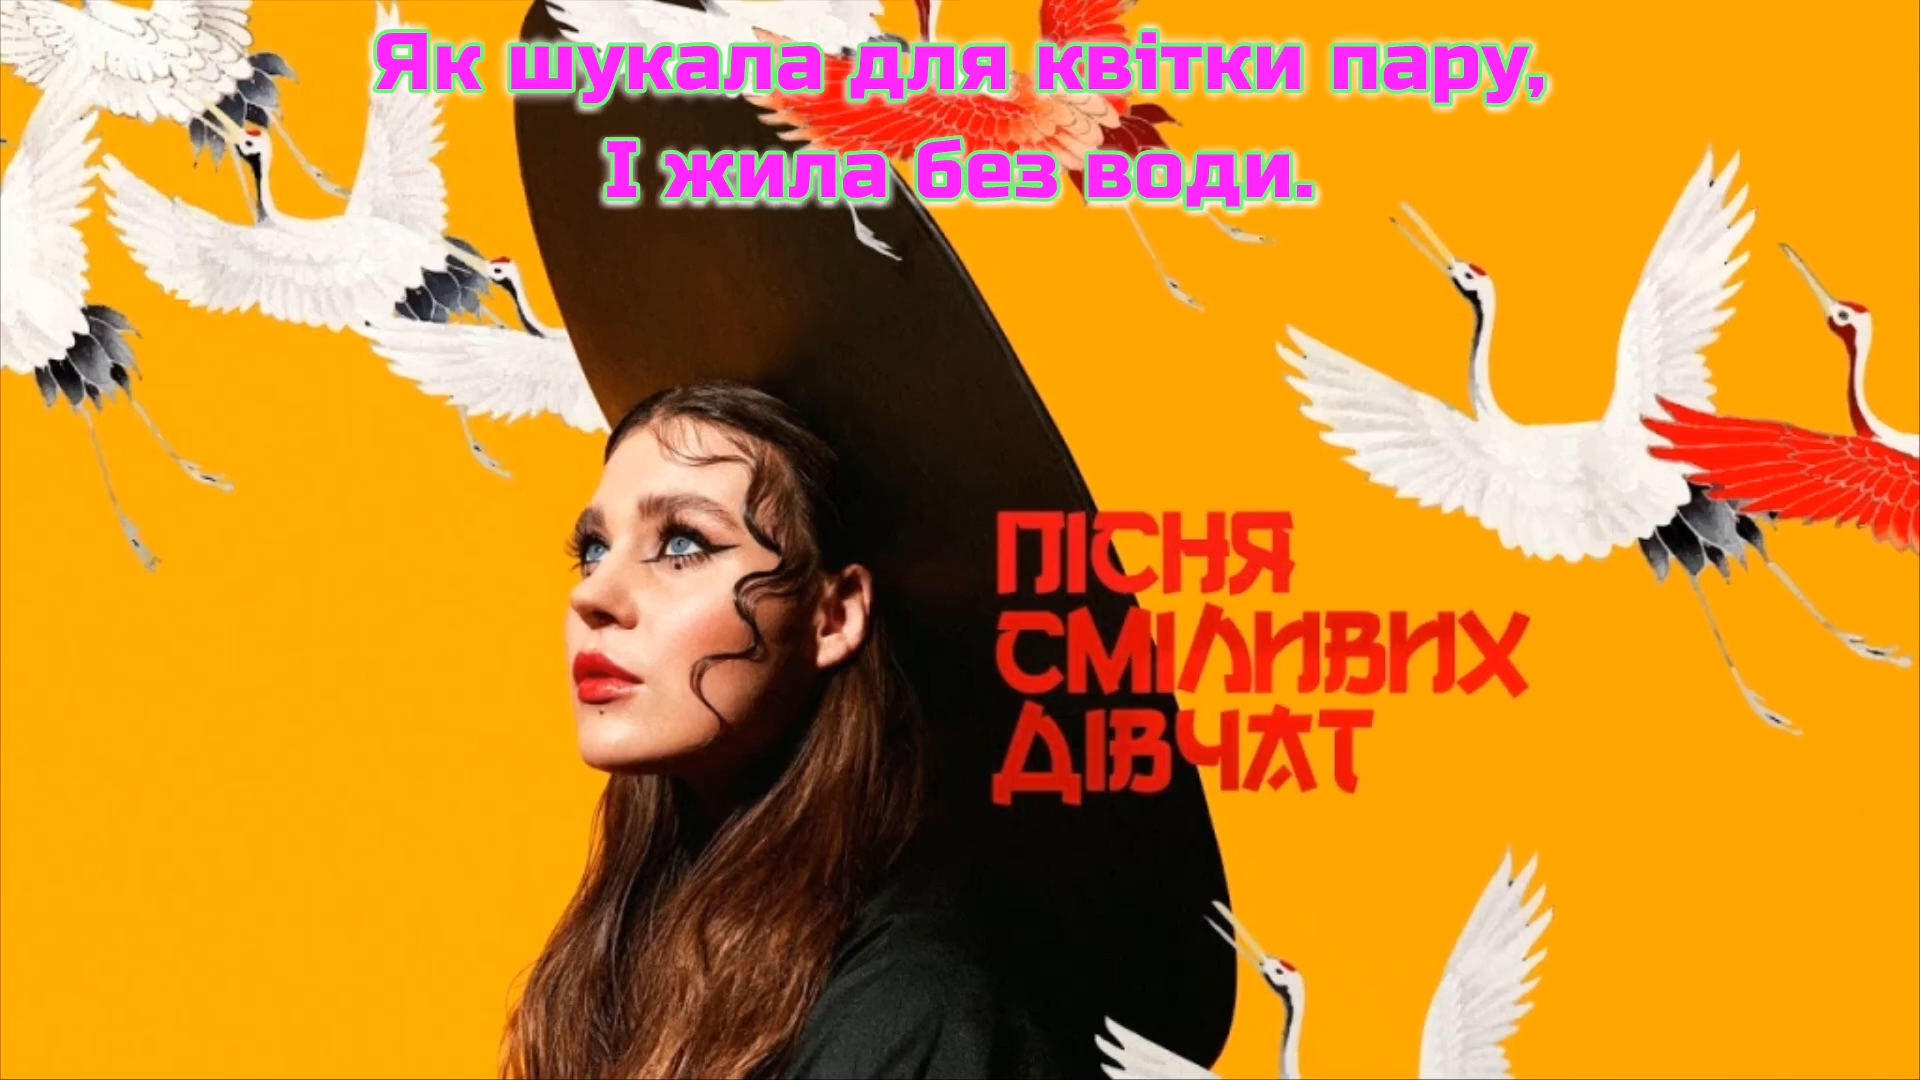 Як шукала для квітки пару,
І жила без води.
ПІСНЯ
СМІЛИВИХ
ДІВЧАТ